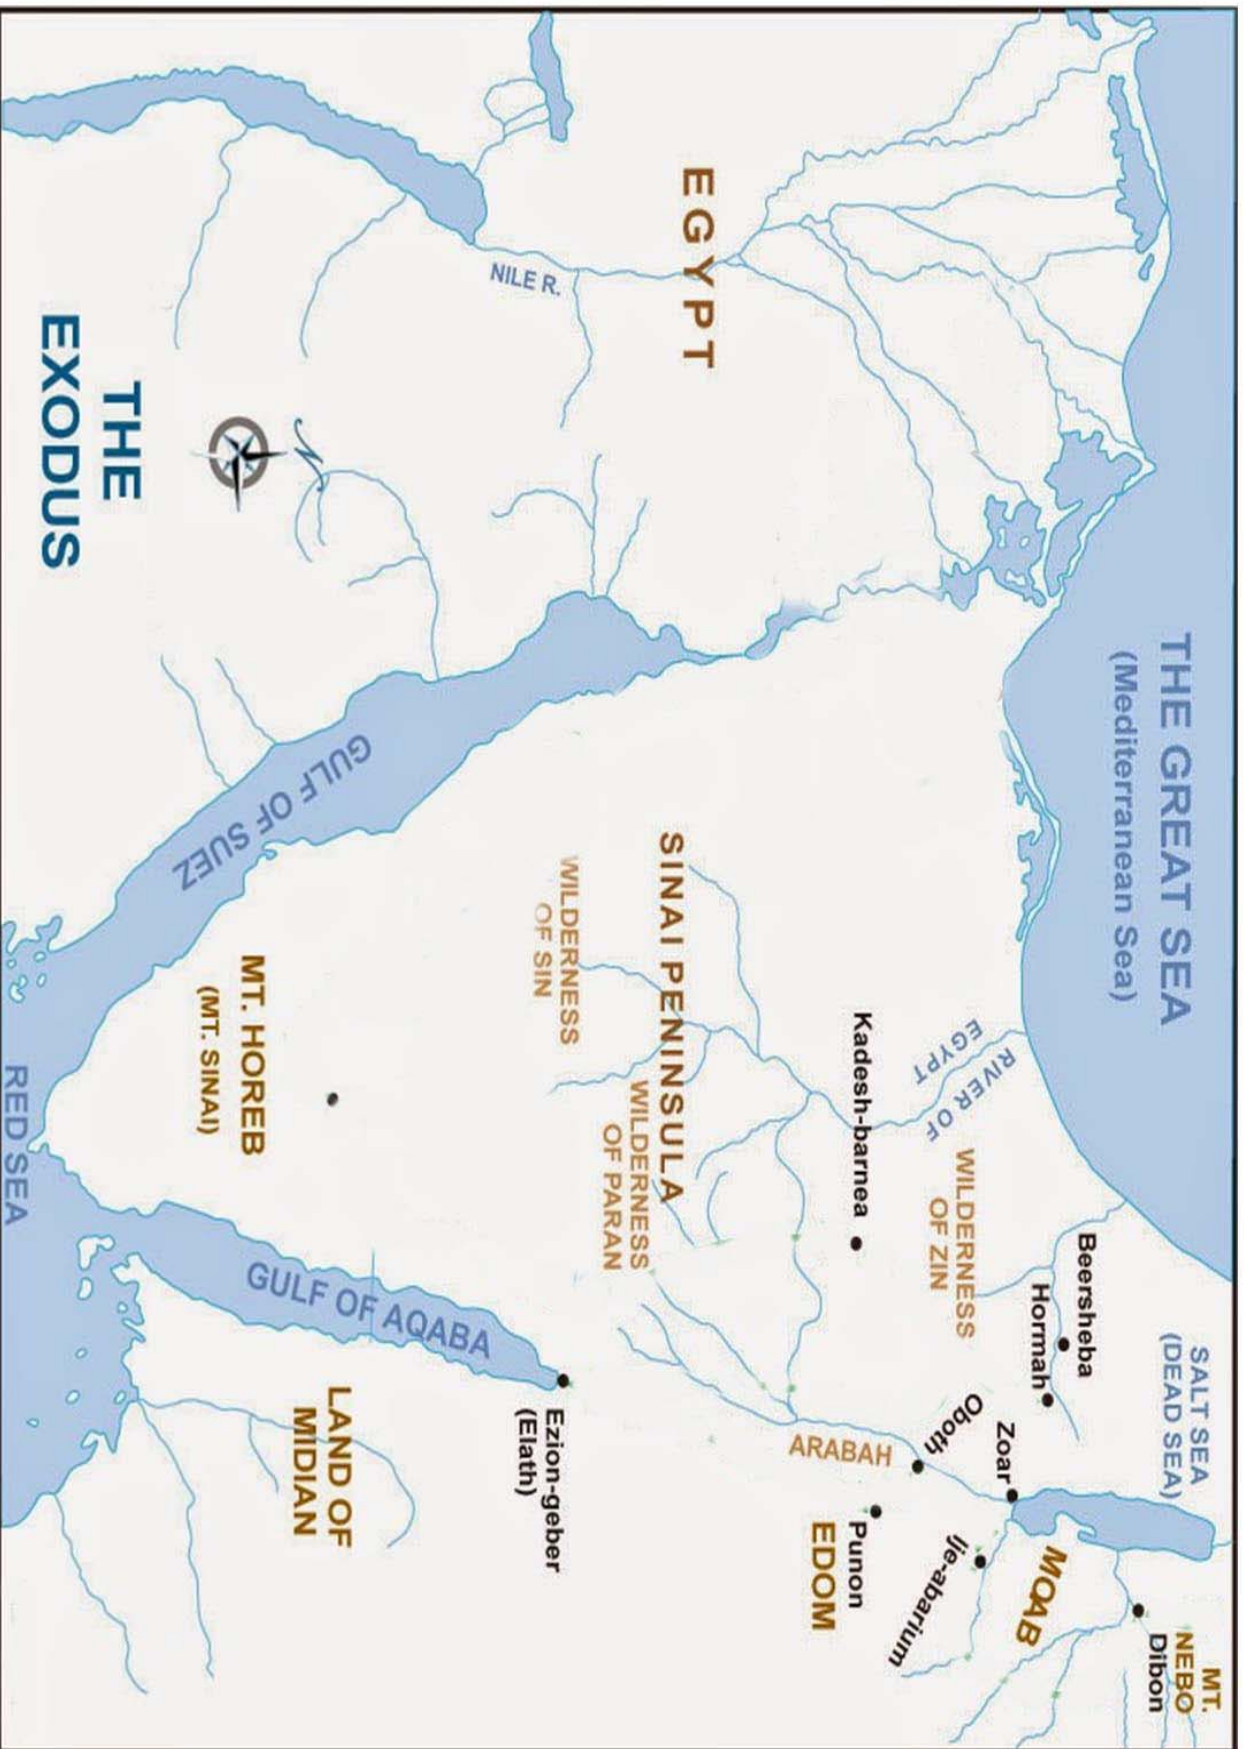 THE GREAT SEA
(Mediterranean Sea)
SALT SEA
(DEAD SEA)
MT.
NEBO
Dibon
Beersheba
Hormah
MOAB
Zoar
Oboth
Ije-abarium
RIVER OF
EGYPT
WILDERNESS
OF ZIN
Kadesh-barnea
ARABAH
Punon
EDOM
EGYPT
SINAI PENINSULA
WILDERNESS
OF PARAN
WILDERNESS
OF SIN
NILE R.
Ezion-geber
(Elath)
GULF OF SUEZ
GULF OF AQABA
N
LAND OF
MIDIAN
MT. HOREB
(MT. SINAI)
THE
EXODUS
RED SEA